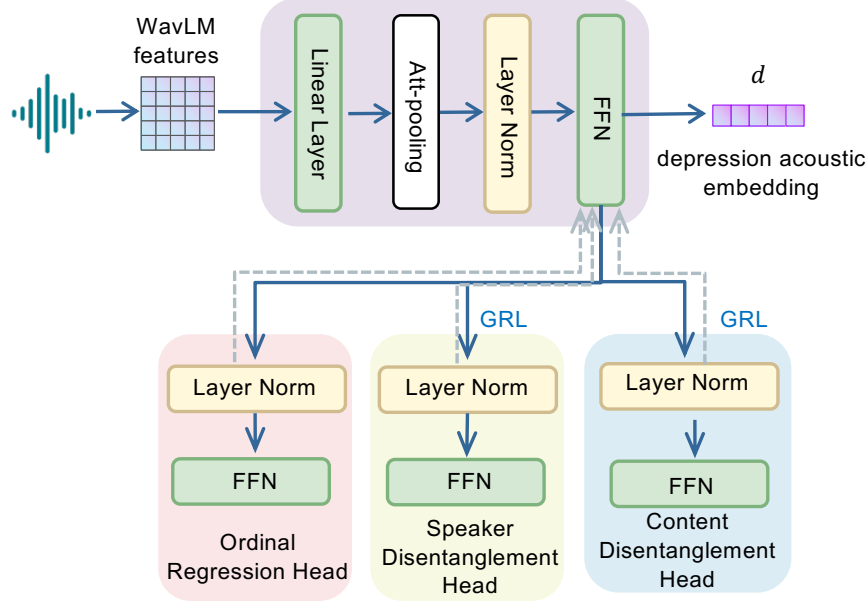 WavLM
features
Linear Layer
Att-pooling
Layer Norm
FFN
d
depression acoustic
embedding
GRL
GRL
Layer Norm
FFN
Ordinal
Regression Head
Layer Norm
FFN
Speaker
Disentanglement
Head
Layer Norm
FFN
Content
Disentanglement
Head